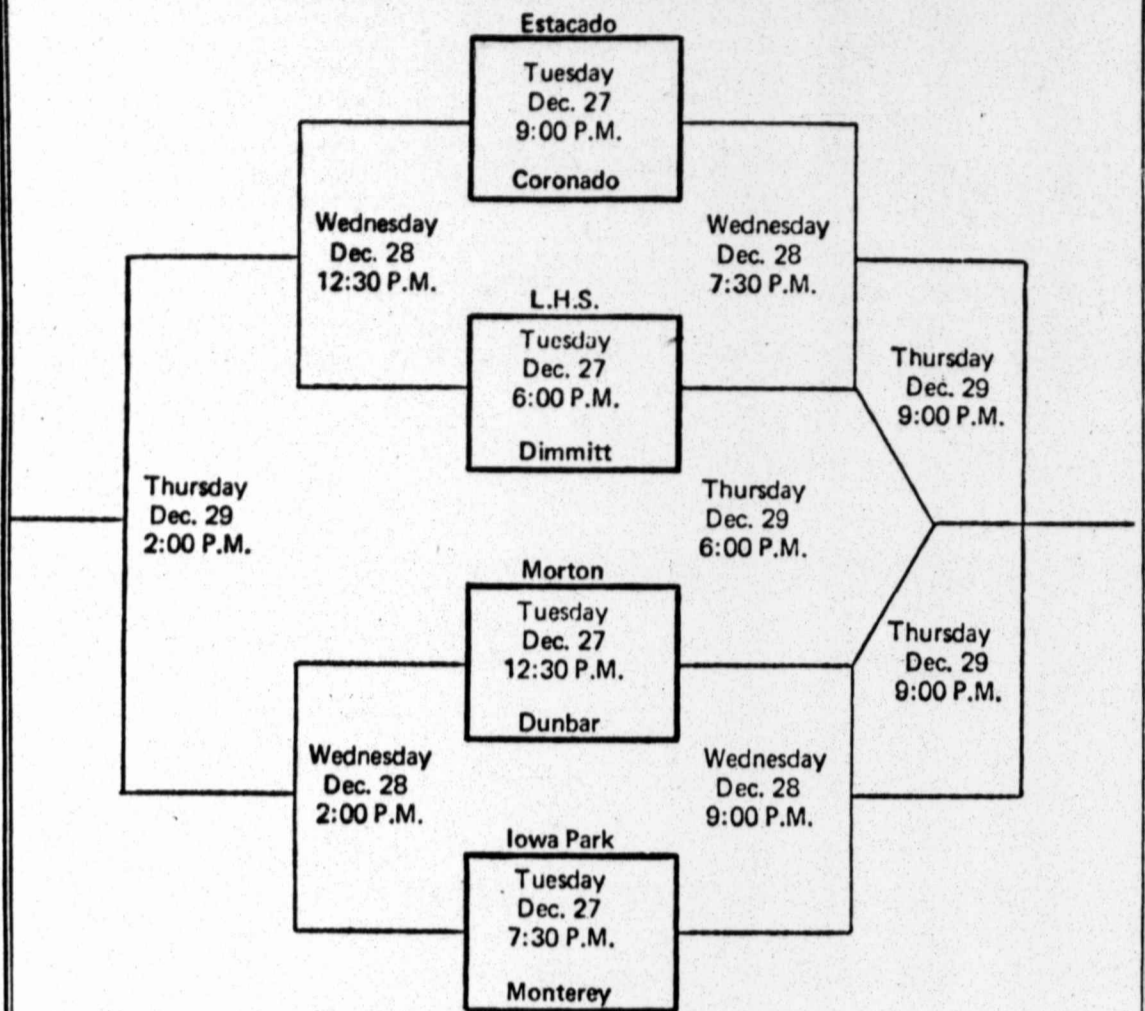 Estacado
Tuesday
Dec. 27
9:00 P.M.
Coronado
Wednesday
Dec. 28
12:30 P.M.
Wednesday
Dec. 28
7:30 P.M.
L.H.S.
Tuesday
Dec. 27
6:00 P.M.
Dimmitt
Thursday
Dec. 29
9:00 P.M.
Thursday
Dec. 29
2:00 P.M.
Thursday
Dec. 29
6:00 P.M.
Morton
Tuesday
Dec. 27
12:30 P.M.
Dunbar
Thursday
Dec. 29
9:00 P.M.
Wednesday
Dec. 28
2:00 P.M.
Wednesday
Dec. 28
9:00 P.M.
Iowa Park
Tuesday
Dec. 27
7:30 P.M.
Monterey